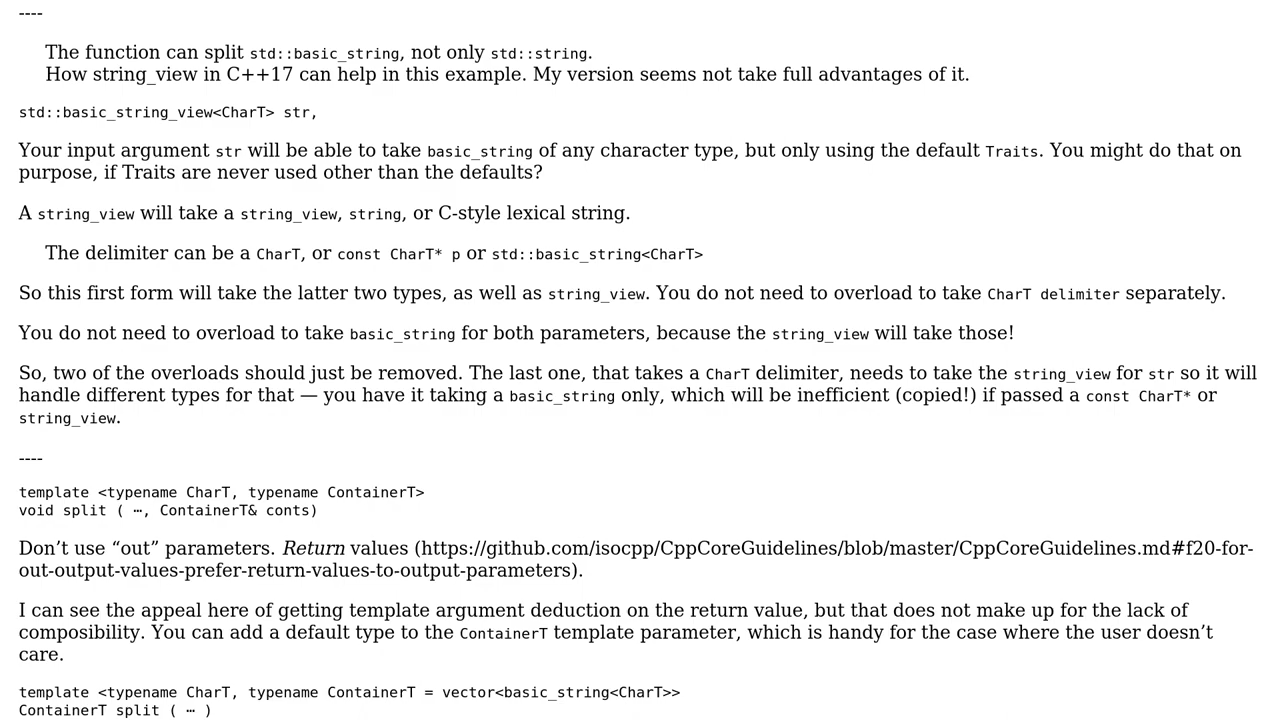 ----
The function can split std::basic_string, not only std::string.
How string_view in C++17 can help in this example. My version seems not take full advantages of it.
std::basic_string_view<CharT> str,
Your input argument str will be able to take basic_string of any character type, but only using the default Traits. You might do that on
purpose, if Traits are never used other than the defaults?
A string_view will take a string_view, string, or C-style lexical string.
The delimiter can be a CharT, or const CharT* p or std::basic_string<CharT>
So this first form will take the latter two types, as well as string_view. You do not need to overload to take CharT delimiter separately.
You do not need to overload to take basic_string for both parameters, because the string_view will take those!
So, two of the overloads should just be removed. The last one, that takes a CharT delimiter, needs to take the string_view for str so it will
handle different types for that — you have it taking a basic_string only, which will be inefficient (copied!) if passed a const CharT* or
string_view.
----
template <typename CharT, typename ContainerT>
void split ( ⋯, ContainerT& conts)
Don’t use “out” parameters. Return values (https://github.com/isocpp/CppCoreGuidelines/blob/master/CppCoreGuidelines.md#f20-for-
out-output-values-prefer-return-values-to-output-parameters).
I can see the appeal here of getting template argument deduction on the return value, but that does not make up for the lack of
composibility. You can add a default type to the ContainerT template parameter, which is handy for the case where the user doesn’t
care.
template <typename CharT, typename ContainerT = vector<basic_string<CharT>>
ContainerT split ( ⋯ )